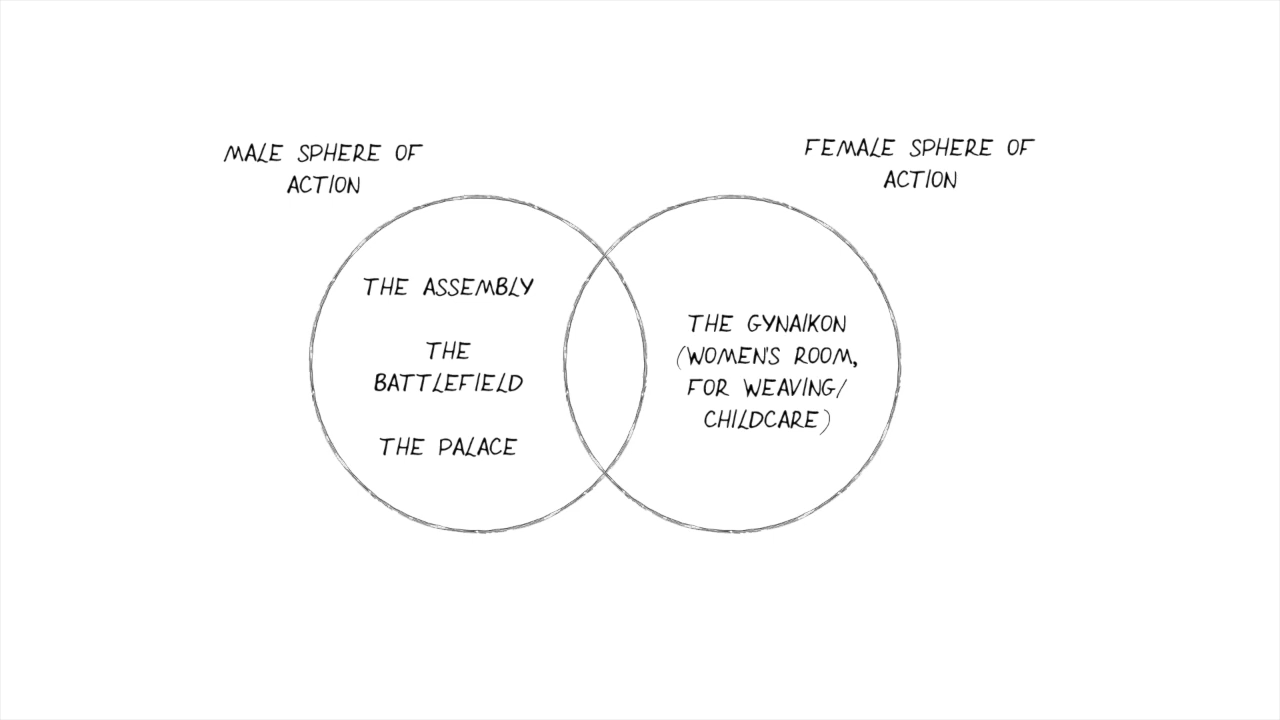 MALE SPHERE OF
ACTION
FEMALE SPHERE OF
ACTION
THE ASSEMBLY
THE
BATTLEFIELD
THE PALACE
THE GYNAIKON
(WOMEN'S ROOM,
FOR WEAVING/
CHILDCARE)